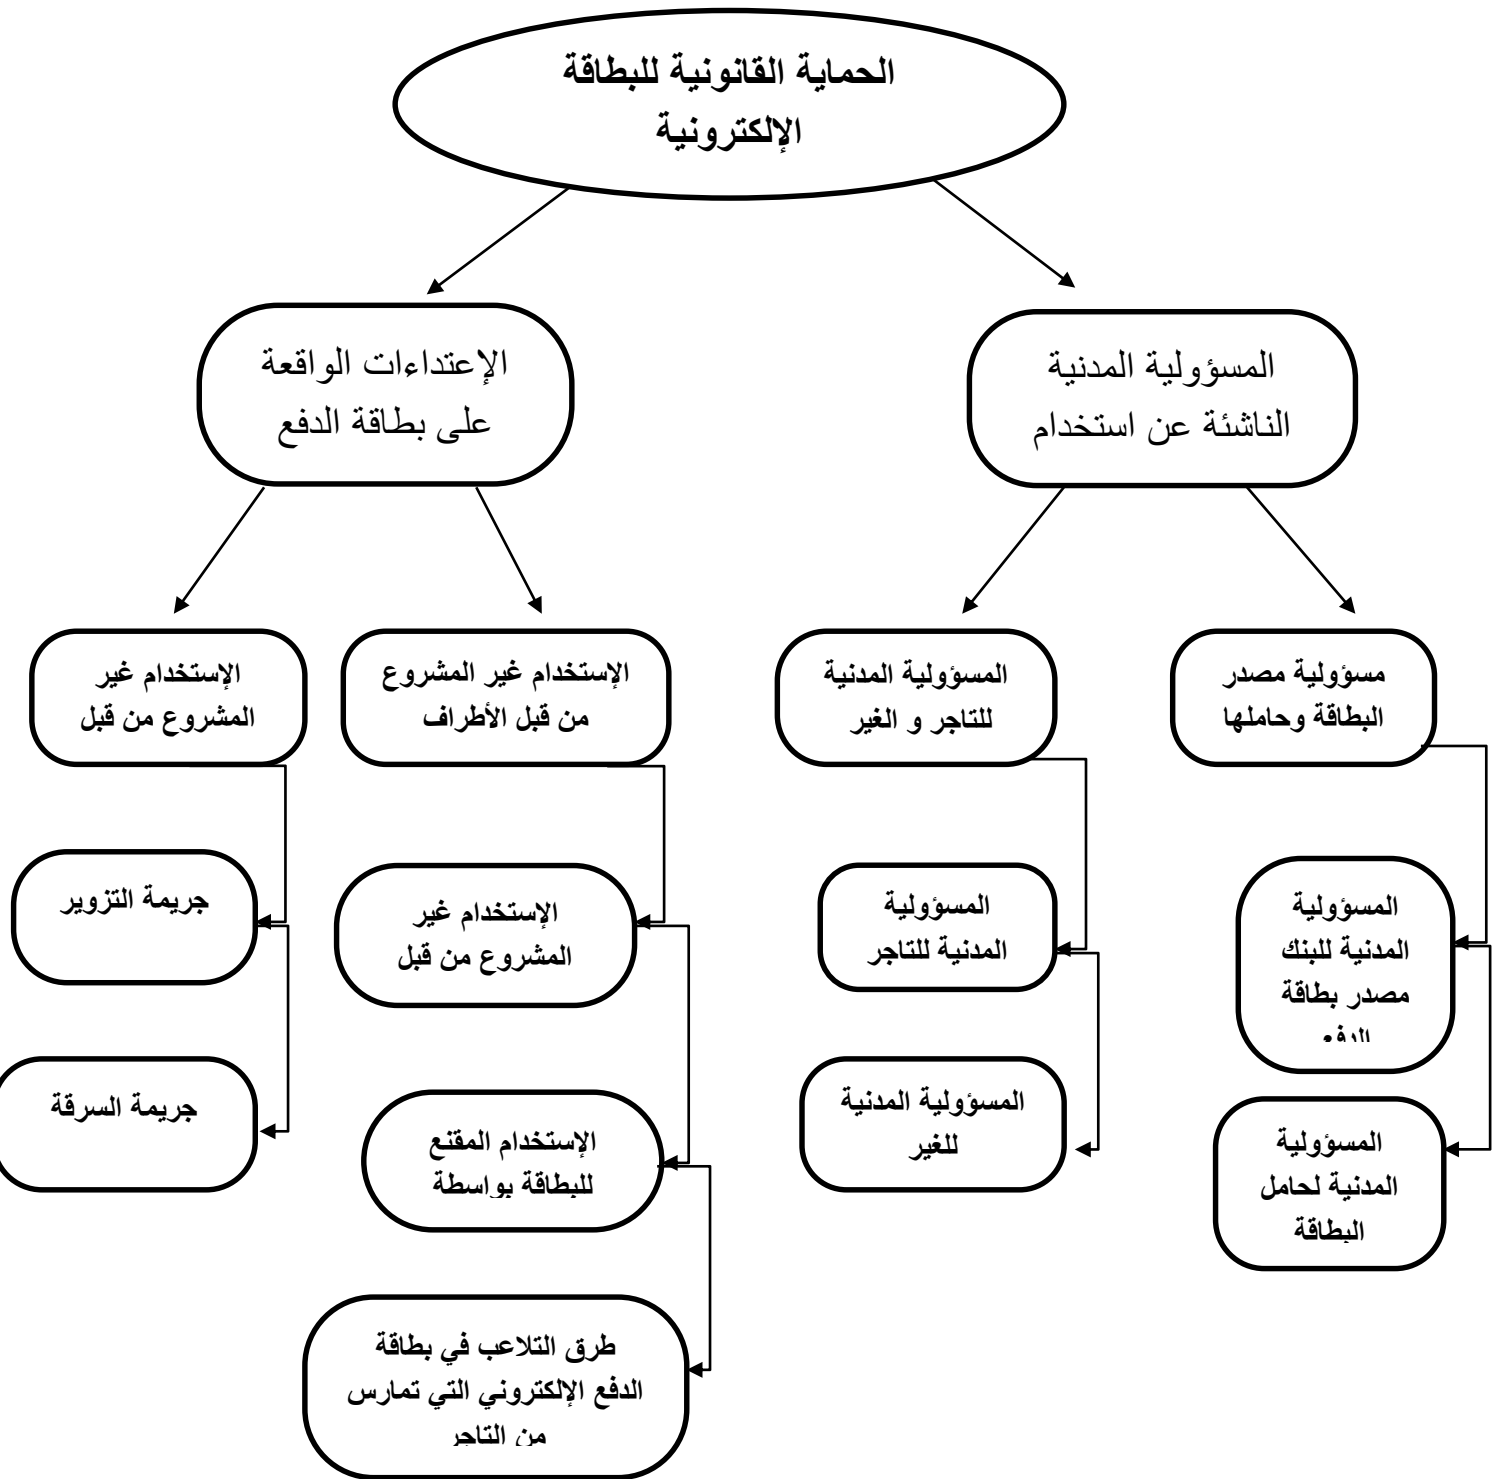 الحماية القانونية للبطاقة
الإلكترونية
المسؤولية المدنية
الناشئة عن استخدام
الإعتداءات الواقعة
على بطاقة الدفع
مسؤولية مصدر
البطاقة وحاملها
المسؤولية المدنية
للتاجر و الغير
الإستخدام غير المشروع
من قبل الأطراف
الإستخدام غير
المشروع من قبل
المسؤولية
المدنية للبنك
مصدر بطاقة
الدفع
المسؤولية
المدنية لحامل
البطاقة
المسؤولية
المدنية للتاجر
المسؤولية المدنية
للغير
الإستخدام غير
المشروع من قبل
الإستخدام المقنع
للبطاقة بواسطة
طرق التلاعب في بطاقة
الدفع الإلكتروني التي تمارس
من التاجر
جريمة التزوير
جريمة السرقة